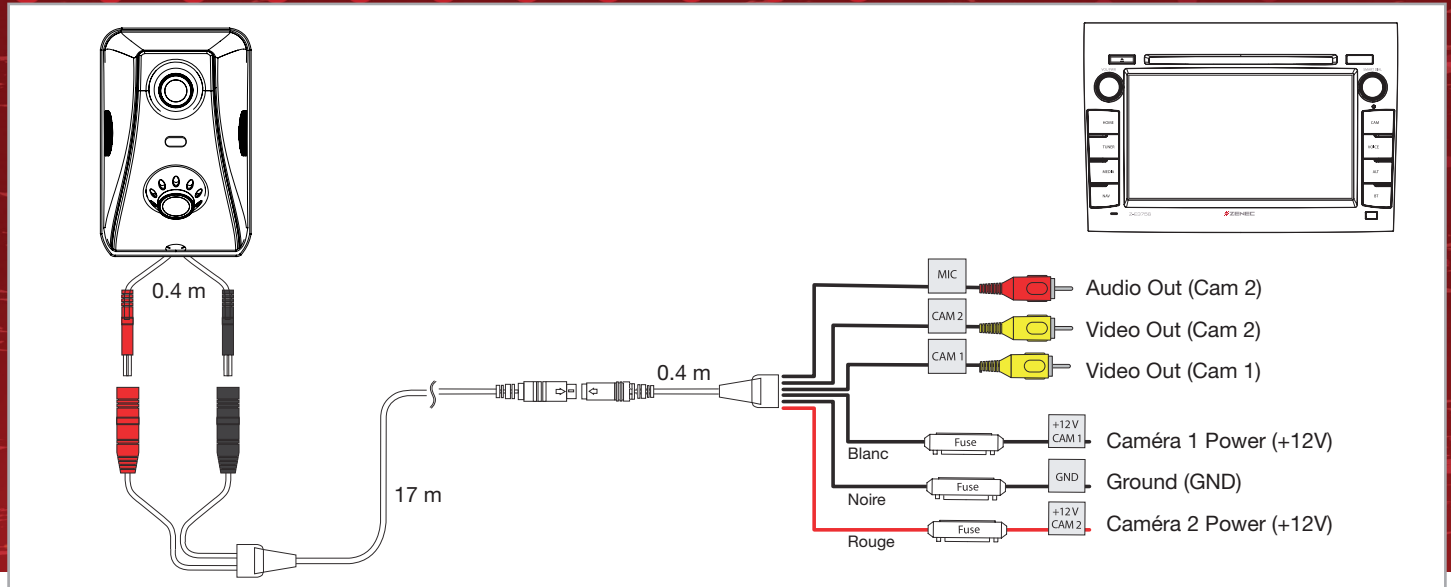 HOME
TUNER
MEDIA
NAV
CAM
VOICE
ALT
BT
ZENEC
0.4 m
17 m
0.4 m
MIC
Audio Out (Cam 2)
CAM 2
Video Out (Cam 2)
CAM 1
Video Out (Cam 1)
Blanc
Fuse
+12V
CAM 1
Caméra 1 Power (+12V)
Noire
Fuse
GND
Ground (GND)
Rouge
Fuse
+12V
CAM 2
Caméra 2 Power (+12V)